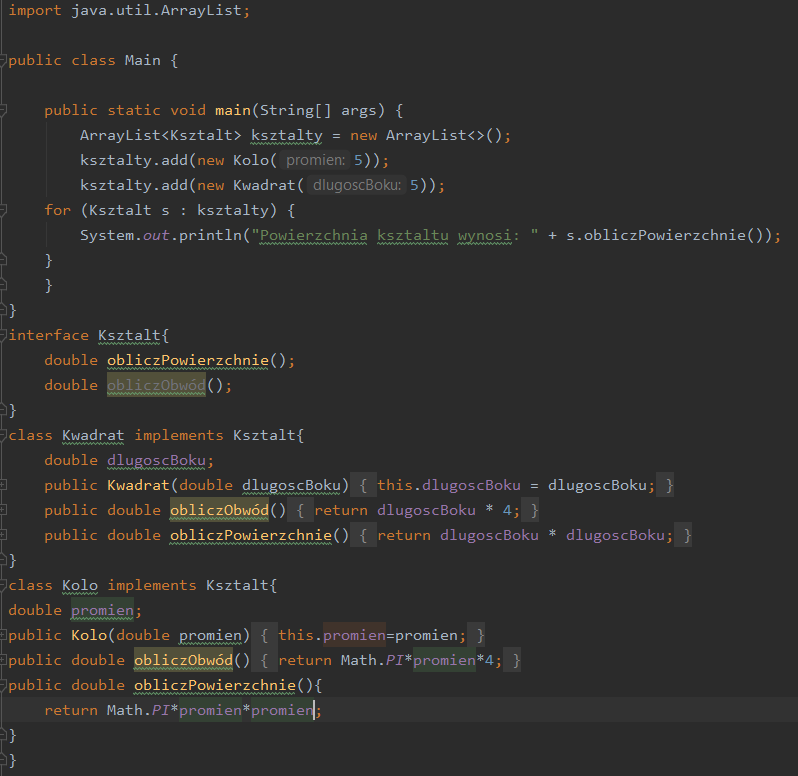 import java.util.ArrayList;
public class Main {
public static void main(String[] args) {
ArrayList<Ksztalt> ksztalty = new ArrayList<>();
ksztalty.add(new Kolo( promien: 5));
ksztalty.add(new Kwadrat( dlugoscBoku: 5));
for (Ksztalt s : ksztalty) {
System.out.println("Powierzchnia ksztaltu wynosi: " + s.obliczPowierzchnie());
}
}
}
interface Ksztalt{
double obliczPowierzchnie();
double obliczObwód();
}
class Kwadrat implements Ksztalt{
double dlugoscBoku;
public Kwadrat(double dlugoscBoku) { this.dlugoscBoku = dlugoscBoku; }
public double obliczObwód() { return dlugoscBoku * 4; }
public double obliczPowierzchnie() { return dlugoscBoku * dlugoscBoku; }
}
class Kolo implements Ksztalt{
double promien;
public Kolo(double promien) { this.promien=promien; }
public double obliczObwód() { return Math.PI*promien*4; }
public double obliczPowierzchnie(){
return Math.PI*promien*promien;
}
}